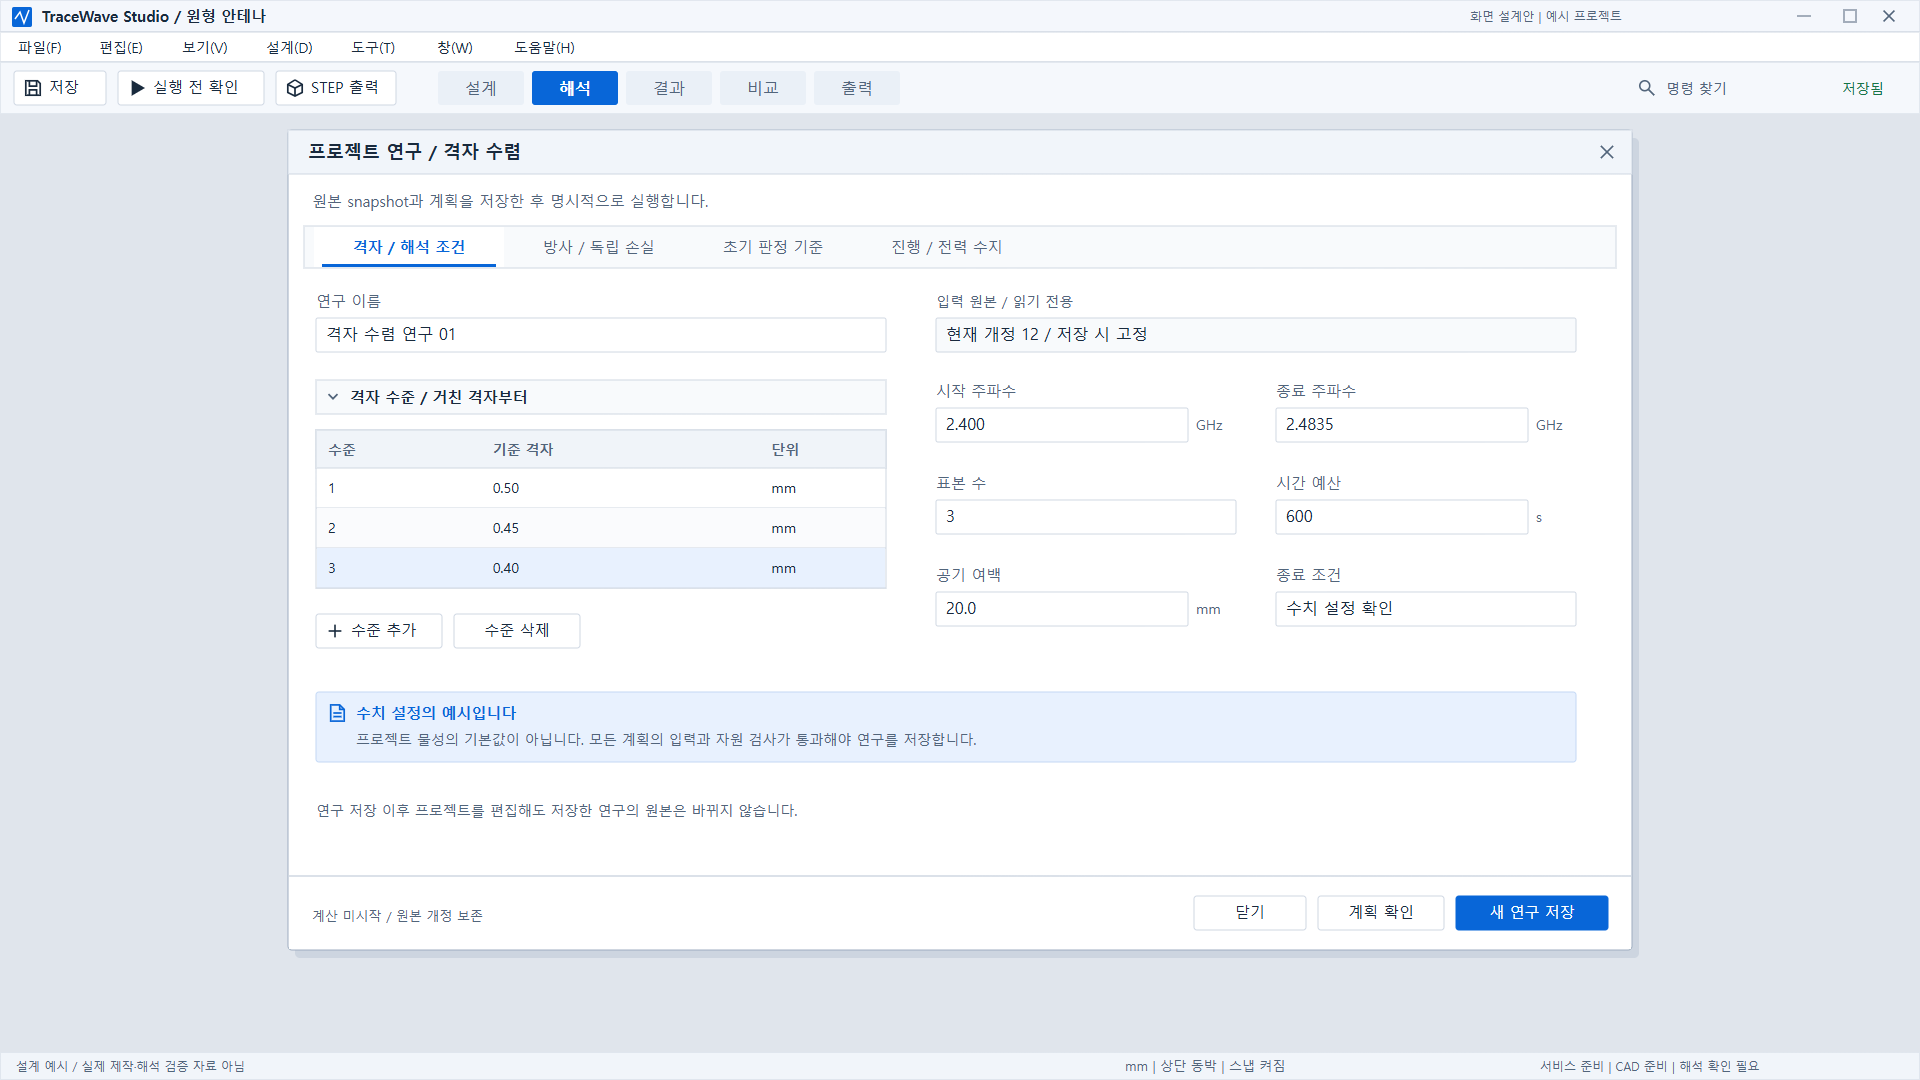 TraceWave Studio / 원형 안테나
화면 설계안 | 예시 프로젝트
파일(F) 편집(E) 보기(V) 설계(D) 도구(T) 창(W) 도움말(H)
저장 실행 전 확인 STEP 출력 설계 해석 결과 비교 출력 명령 찾기 저장됨
프로젝트 연구 / 격자 수렴
원본 snapshot과 계획을 저장한 후 명시적으로 실행합니다.
격자 / 해석 조건 방사 / 독립 손실 초기 판정 기준 진행 / 전력 수지
연구 이름
격자 수렴 연구 01
격자 수준 / 거친 격자부터
수준 기준 격자 단위
1 0.50 mm
2 0.45 mm
3 0.40 mm
수준 추가 수준 삭제
입력 원본 / 읽기 전용
현재 개정 12 / 저장 시 고정
시작 주파수 종료 주파수
2.400 GHz 2.4835 GHz
표본 수 시간 예산
3 600 s
공기 여백 종료 조건
20.0 mm 수치 설정 확인
수치 설정의 예시입니다
프로젝트 물성의 기본값이 아닙니다. 모든 계획의 입력과 자원 검사가 통과해야 연구를 저장합니다.
연구 저장 이후 프로젝트를 편집해도 저장한 연구의 원본은 바뀌지 않습니다.
계산 미시작 / 원본 개정 보존
닫기 계획 확인 새 연구 저장
설계 예시 / 실제 제작·해석 검증 자료 아님
mm | 상단 동박 | 스냅 켜짐
서비스 준비 | CAD 준비 | 해석 확인 필요